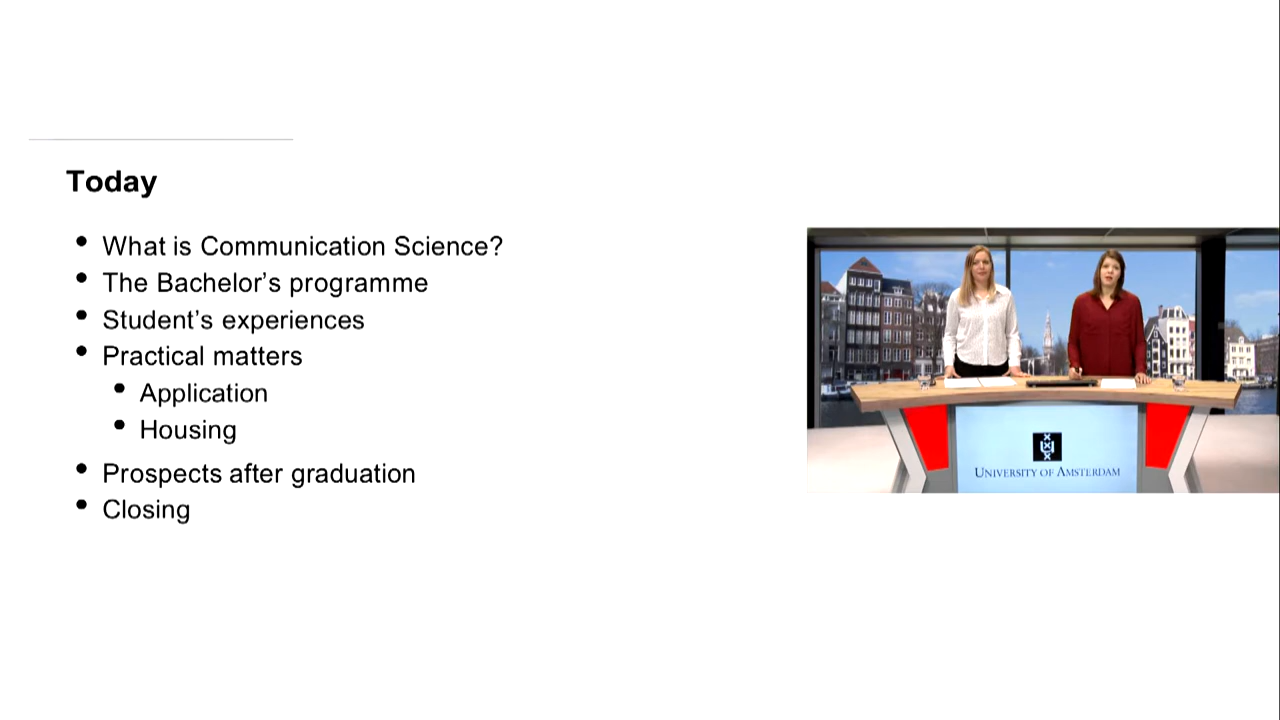 Today
• What is Communication Science?
• The Bachelor’s programme
• Student’s experiences
• Practical matters
• Application
• Housing
• Prospects after graduation
• Closing
UNIVERSITY OF AMSTERDAM